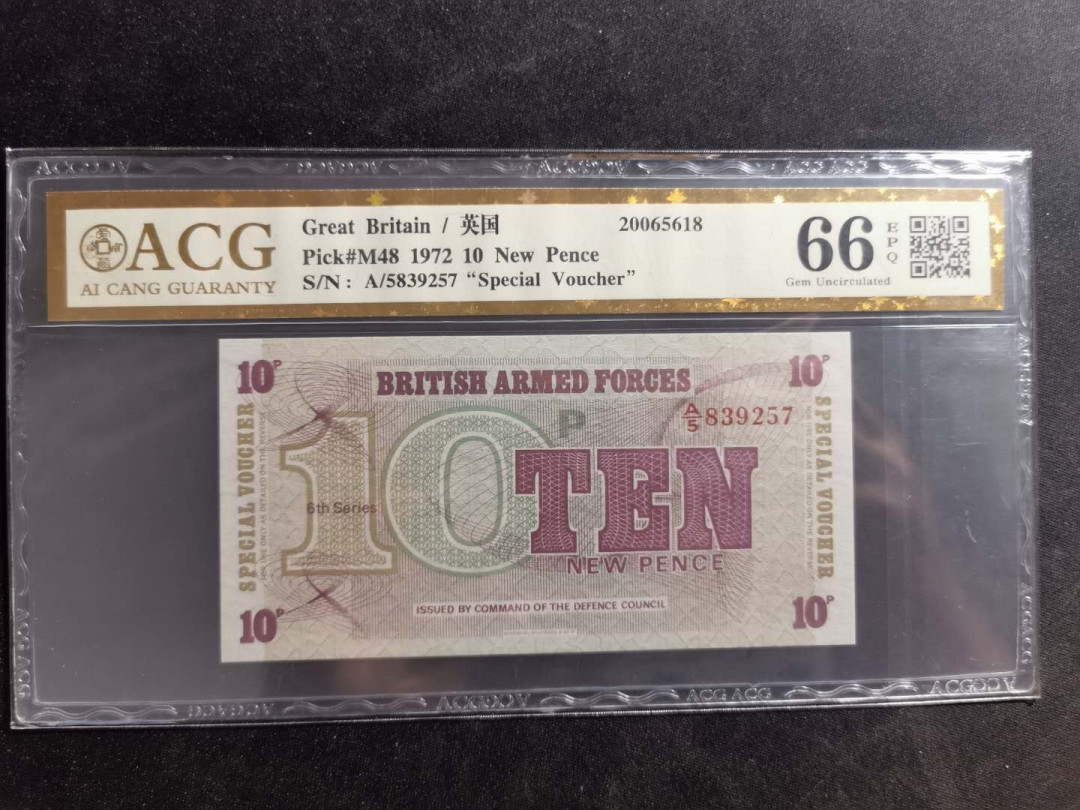 ACG
AI CANG GUARANTY
Great Britain / 英国 20065618
Pick#M48 1972 10 New Pence
S/N: A/5839257 “Special Voucher”
66
EPQ
Gem Uncirculated
10P 10P
BRITISH ARMED FORCES
A/5 839257
SPECIAL VOUCHER
SPECIAL VOUCHER
10
P
TEN
6th Series
NEW PENCE
ISSUED BY COMMAND OF THE DEFENCE COUNCIL
10P 10P
ACG ACG